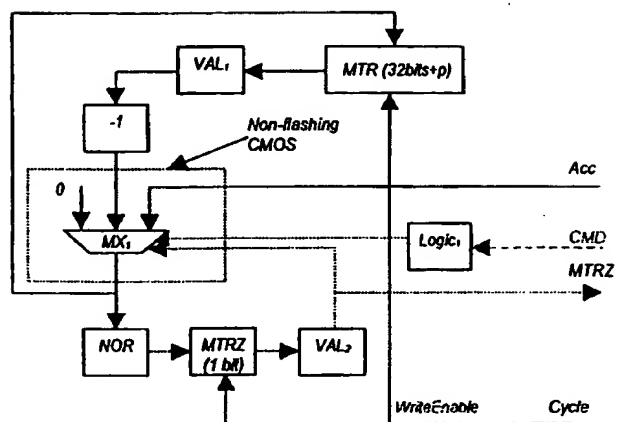 VAL₁
MTR (32bits+p)
-1
Non-flashing
CMOS
0
Acc
MX₁
Logic₁
CMD
MTRZ
NOR
MTRZ
(1 bit)
VAL₂
WriteEnable
Cycle